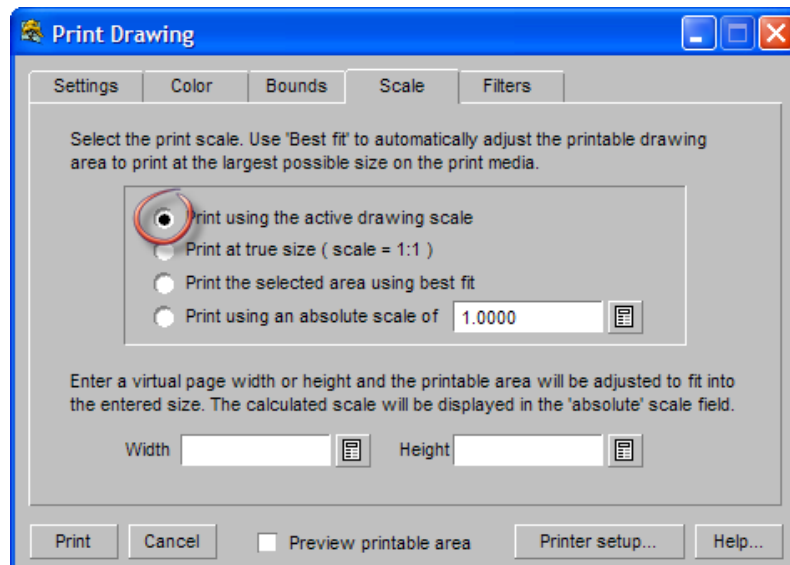 Print Drawing
Settings Color Bounds Scale Filters
Select the print scale. Use 'Best fit' to automatically adjust the printable drawing
area to print at the largest possible size on the print media.
Print using the active drawing scale
Print at true size ( scale = 1:1 )
Print the selected area using best fit
Print using an absolute scale of 1.0000
Enter a virtual page width or height and the printable area will be adjusted to fit into
the entered size. The calculated scale will be displayed in the 'absolute' scale field.
Width Height
Print Cancel Preview printable area Printer setup... Help...